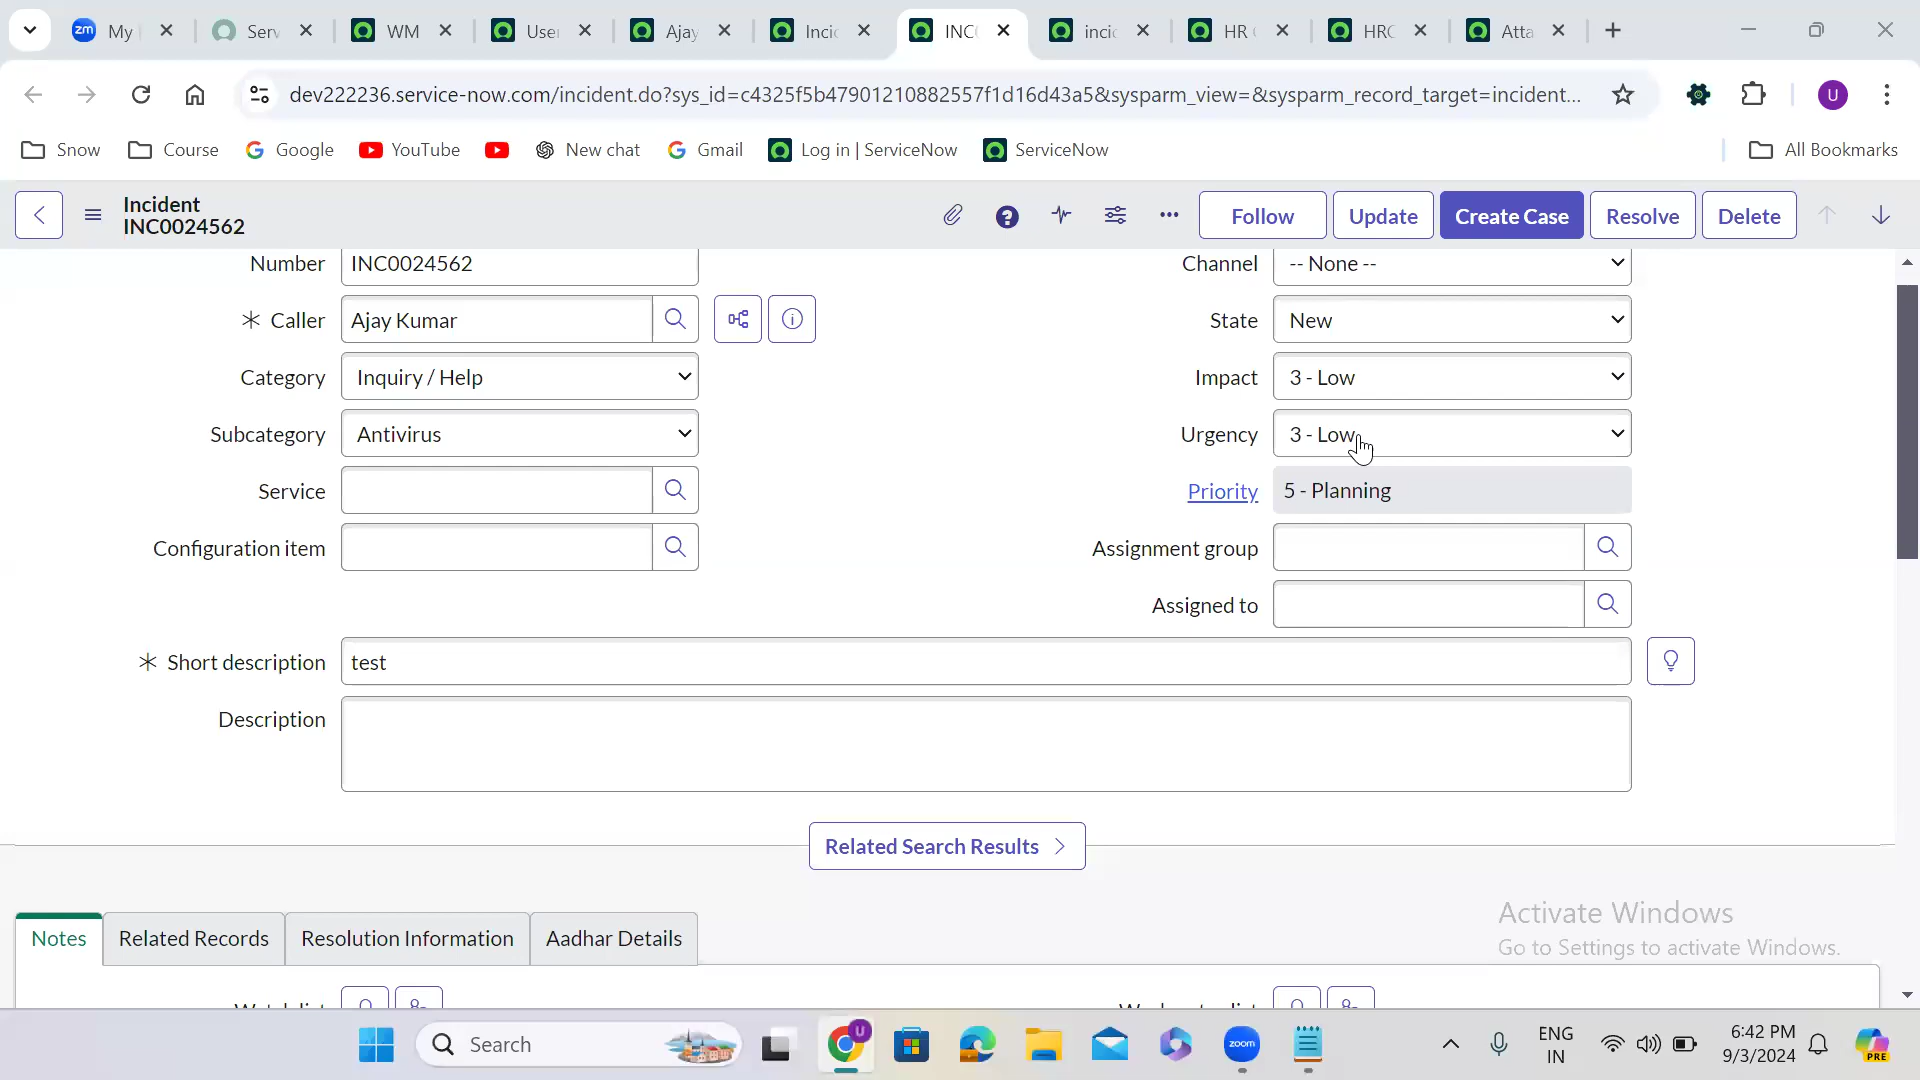 zm My
Serv
WM
User
Ajay
Incid
INC
incid
HR
HRC
Atta
dev222236.service-now.com/incident.do?sys_id=c4325f5b47901210882557f1d16d43a5&sysparm_view=&sysparm_record_target=incident...
U
Snow
Course
Google
YouTube
New chat
Gmail
Log in | ServiceNow
ServiceNow
All Bookmarks
Incident
INC0024562
Follow
Update
Create Case
Resolve
Delete
Number INC0024562
Channel -- None --
Caller Ajay Kumar
State New
Category Inquiry / Help
Impact 3 - Low
Subcategory Antivirus
Urgency 3 - Low
Service
Priority 5 - Planning
Configuration item
Assignment group
Assigned to
Short description test
Description
Related Search Results
Activate Windows
Go to Settings to activate Windows.
Notes
Related Records
Resolution Information
Aadhar Details
Search
U
zoom
ENG
IN
6:42 PM
9/3/2024
PRE